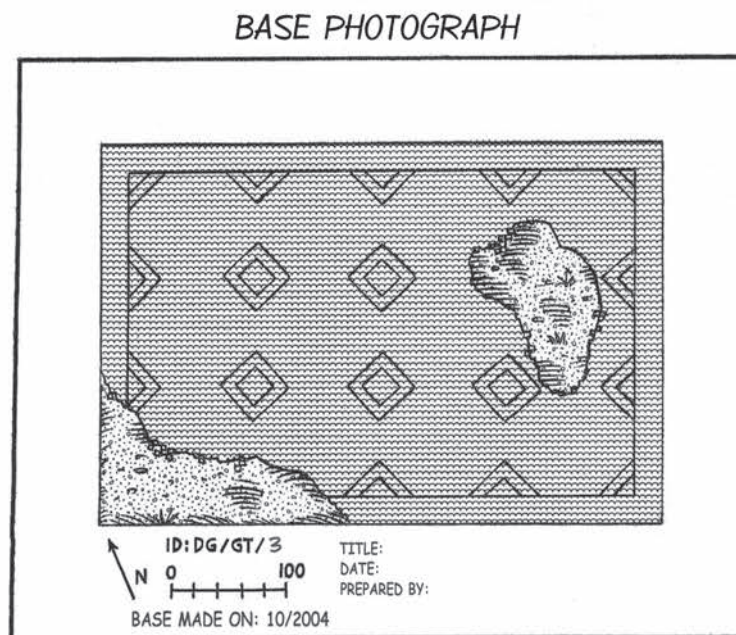 BASE PHOTOGRAPH
ID: DG/GT/3
N
0 100
BASE MADE ON: 10/2004
TITLE:
DATE:
PREPARED BY: